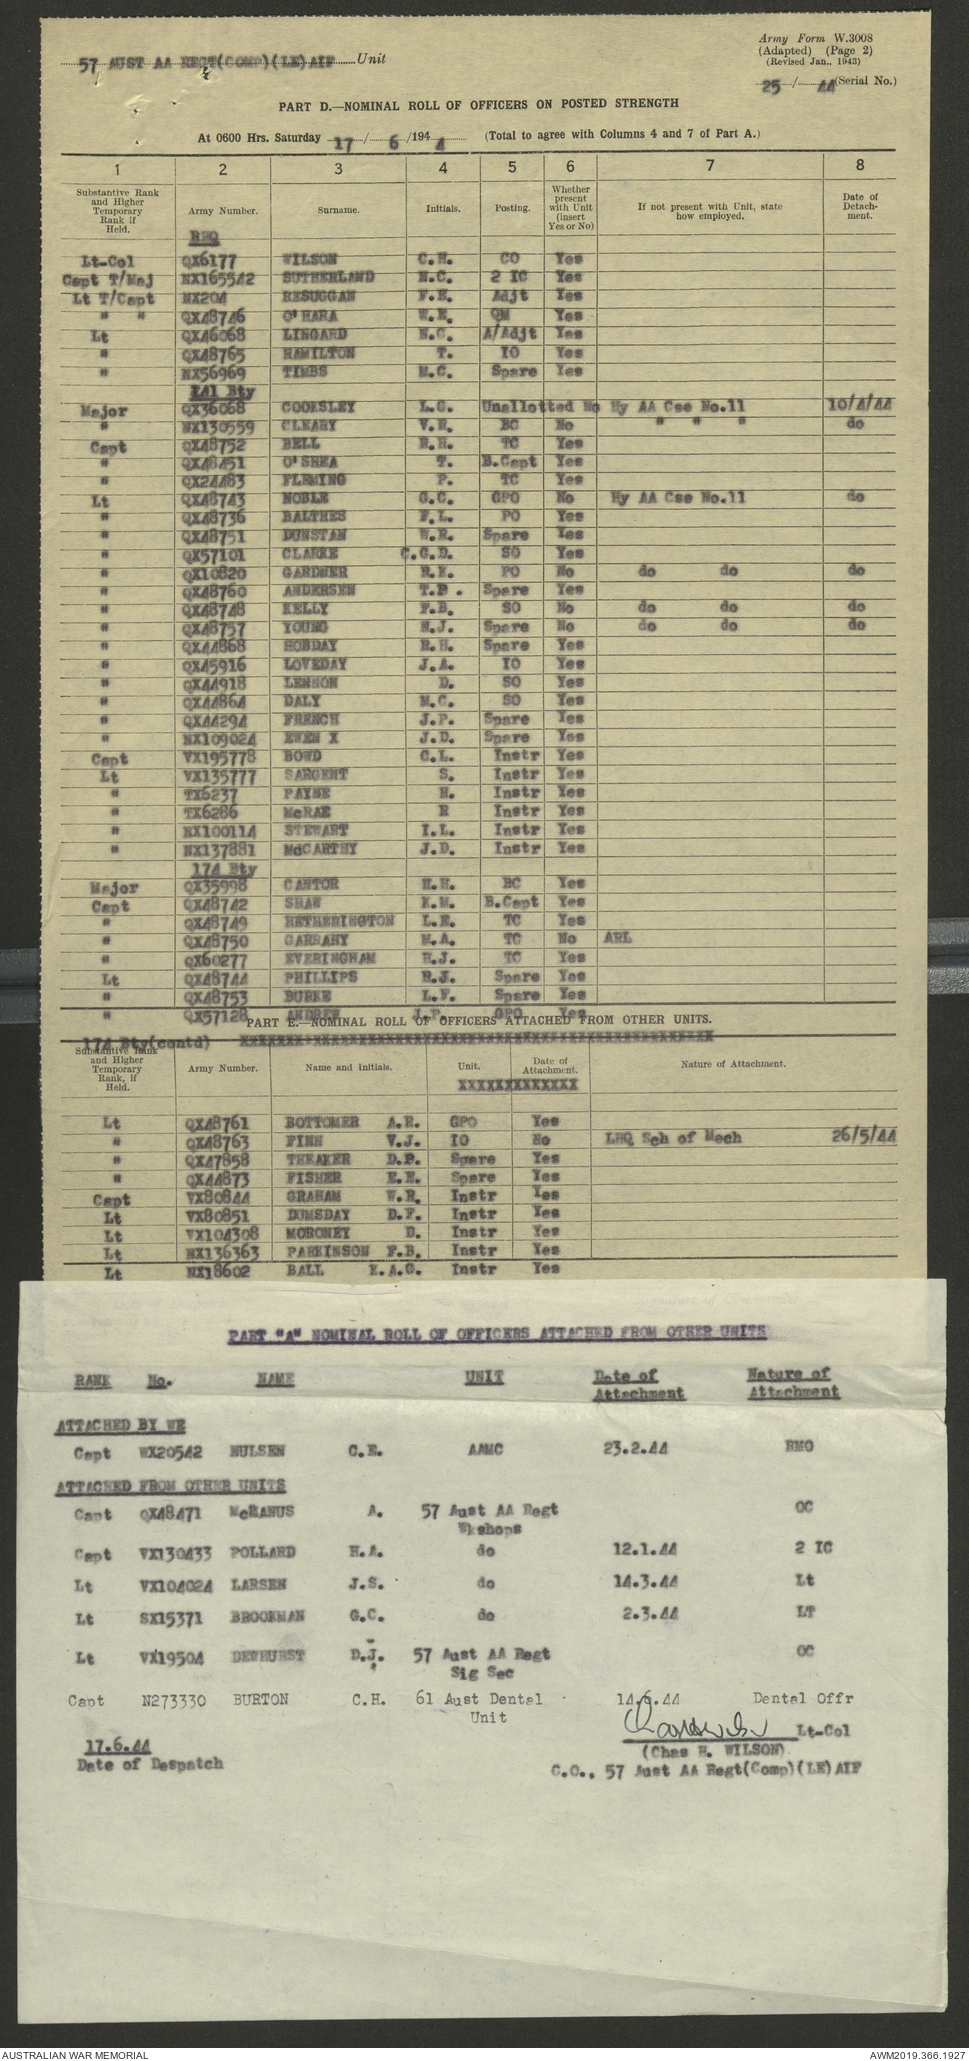 57 AUST AA REGT(COMP)(LE)AIF Unit
Army Form W.3008
(Adapted) (Page 2)
(Revised Jan., 1943)
25 / 44 (Serial No.)
PART D.—NOMINAL ROLL OF OFFICERS ON POSTED STRENGTH
At 0600 Hrs. Saturday 17 / 6 /194 4 (Total to agree with Columns 4 and 7 of Part A.)
1 2 3 4 5 6 7 8
Substantive Rank and Higher Temporary Rank if Held. Army Number. Surname. Initials. Posting. Whether present with Unit (insert Yes or No) If not present with Unit, state how employed. Date of Detach-ment.
RHQ
Lt-Col QX6177 WILSON C.H. CO Yes
Capt T/Maj NX165542 SUTHERLAND N.C. 2 IC Yes
Lt T/Capt NX204 RESUGGAN F.E. Adjt Yes
" " QX48746 O'HARA W.E. QM Yes
Lt QX46068 LINGARD N.C. A/Adjt Yes
" QX48765 HAMILTON T. IO Yes
" NX56969 TIMBS M.C. Spare Yes
141 Bty
Major QX36068 COOKSLEY L.G. Unallotted No Hy AA Cse No.11 10/4/44
" NX130559 CLEARY V.R. BC No " " " do
Capt QX48752 BELL R.H. TC Yes
" QX48451 O'SHEA T. B.Capt Yes
" QX24483 FLEMING P. TC Yes
Lt QX48743 NOBLE G.C. GPO No Hy AA Cse No.11 do
" QX48736 BALTHES F.L. PO Yes
" QX48751 DUNSTAN W.R. Spare Yes
" QX57101 CLARKE C.G.D. SO Yes
" QX10820 GARDNER R.K. PO No do do do
" QX48760 ANDERSEN T.P. Spare Yes
" QX48748 KELLY F.B. SO No do do do
" QX48757 YOUNG N.J. Spare No do do do
" QX44868 HOBDAY R.H. Spare Yes
" QX45916 LOVEDAY J.A. IO Yes
" QX44918 LENNON D. SO Yes
" QX44864 DALY M.C. SO Yes
" QX44294 FRENCH J.P. Spare Yes
" NX109024 EWEN X J.D. Spare Yes
Capt VX195778 BOWD C.L. Instr Yes
Lt VX135777 SARGENT S. Instr Yes
" TX6237 PAYNE H. Instr Yes
" TX6286 McRAE R Instr Yes
" NX100114 STEWART I.L. Instr Yes
" NX137881 McCARTHY J.D. Instr Yes
174 Bty
Major QX35998 CANTOR H.H. BC Yes
Capt QX48742 SHAW K.M. B.Capt Yes
" QX48749 HETHERINGTON L.E. TC Yes
" QX48750 GARRAHY M.A. TC No ARL
" QX60277 EVERINGHAM H.J. TC Yes
Lt QX48744 PHILLIPS R.J. Spare Yes
" QX48753 BURKE L.F. Spare Yes
" QX57128 ANDREW J.P. GPO Yes
PART E.—NOMINAL ROLL OF OFFICERS ATTACHED FROM OTHER UNITS.
174 Bty(contd)
Substantive Rank and Higher Temporary Rank, if Held. Army Number. Name and Initials. Unit. Date of Attachment. Nature of Attachment.
XXXXXXXXXXXXX
Lt QX48761 BOTTOMER A.R. GPO Yes
" QX48763 FINN V.J. IO No LHQ Sch of Mech 26/5/44
" QX47858 THEAKER D.P. Spare Yes
" QX44873 FISHER E.E. Spare Yes
Capt VX80844 GRAHAM W.R. Instr Yes
Lt VX80851 DUMSDAY D.F. Instr Yes
Lt VX104308 MORONEY D. Instr Yes
Lt NX136363 PARKINSON F.B. Instr Yes
Lt NX18602 BALL K.A.G. Instr Yes
PART "A" NOMINAL ROLL OF OFFICERS ATTACHED FROM OTHER UNITS
RANK No. NAME UNIT Date of Attachment Nature of Attachment
ATTACHED BY WE
Capt WX20542 HULSEN C.E. AAMC 23.2.44 RMO
ATTACHED FROM OTHER UNITS
Capt QX48471 McMANUS A. 57 Aust AA Regt OC
Wkshops
Capt VX130433 POLLARD H.A. do 12.1.44 2 IC
Lt VX104024 LARSEN J.S. do 14.3.44 Lt
Lt SX15371 BROOKMAN G.C. do 2.3.44 LT
Lt VX19504 DEWHURST D.J. 57 Aust AA Regt OC
Sig Sec
Capt N273330 BURTON C.H. 61 Aust Dental 14.6.44 Dental Offr
Unit
Chas H Wilson Lt-Col
17.6.44 (Chas H. WILSON)
Date of Despatch C.O., 57 Aust AA Regt(Comp)(LE)AIF
AUSTRALIAN WAR MEMORIAL AWM2019.366.1927